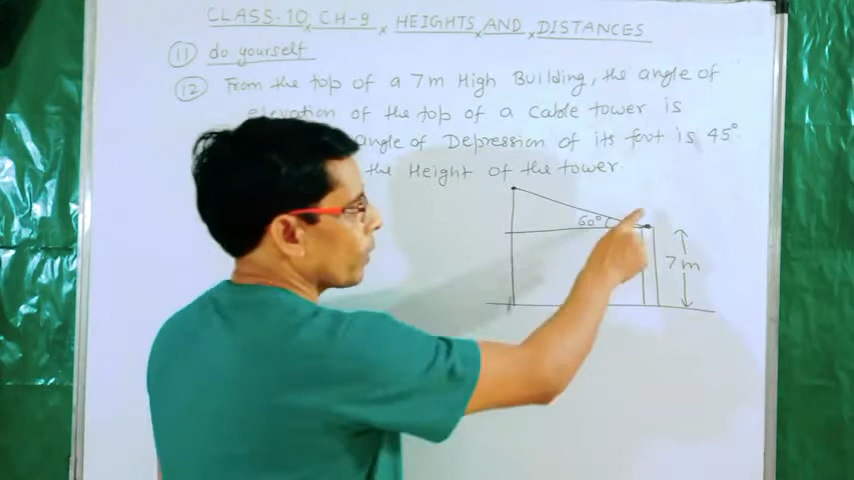 CLASS-10, CH-9 x HEIGHTS x AND x DISTANCES
11 do yourself
12 From the top of a 7m High Building, the angle of
elevation of the top of a Cable tower is
angle of Depression of its foot is 45°
the Height of the tower
60°
7m